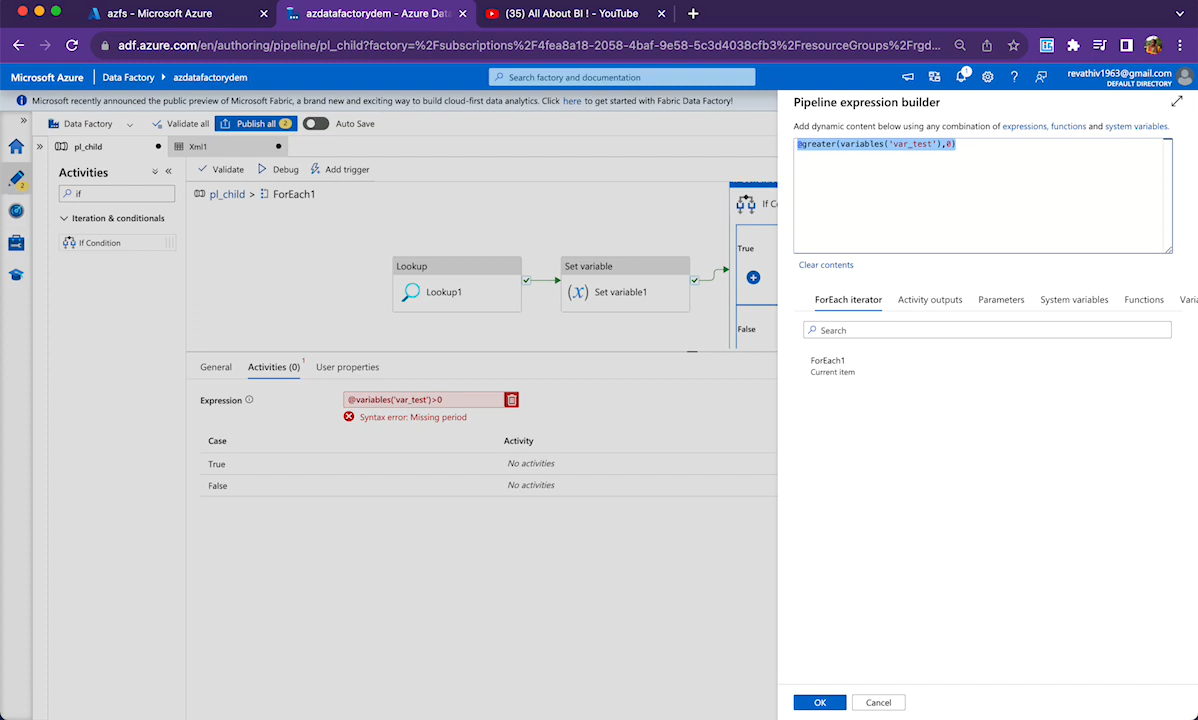 azfs - Microsoft Azure
azdatafactorydem - Azure Data
(35) All About BI ! - YouTube
adf.azure.com/en/authoring/pipeline/pl_child?factory=%2Fsubscriptions%2F4fea8a18-2058-4baf-9e58-5c3d4038cfb3%2FresourceGroups%2Frgd...
Microsoft Azure
Data Factory
azdatafactorydem
Search factory and documentation
1
revathiv1963@gmail.com
DEFAULT DIRECTORY
Microsoft recently announced the public preview of Microsoft Fabric, a brand new and exciting way to build cloud-first data analytics. Click here to get started with Fabric Data Factory!
Data Factory
Validate all
Publish all 2
Auto Save
pl_child
Xml1
2
Activities
if
Iteration & conditionals
If Condition
Validate
Debug
Add trigger
pl_child > ForEach1
Lookup
Lookup1
Set variable
(x) Set variable1
If Co
True
False
General
Activities (0) 1
User properties
Expression
@variables('var_test')>0
Syntax error: Missing period
Case
Activity
True
No activities
False
No activities
Pipeline expression builder
Add dynamic content below using any combination of expressions, functions and system variables.
@greater(variables('var_test'),0)
Clear contents
ForEach iterator
Activity outputs
Parameters
System variables
Functions
Varia
Search
ForEach1
Current item
OK
Cancel